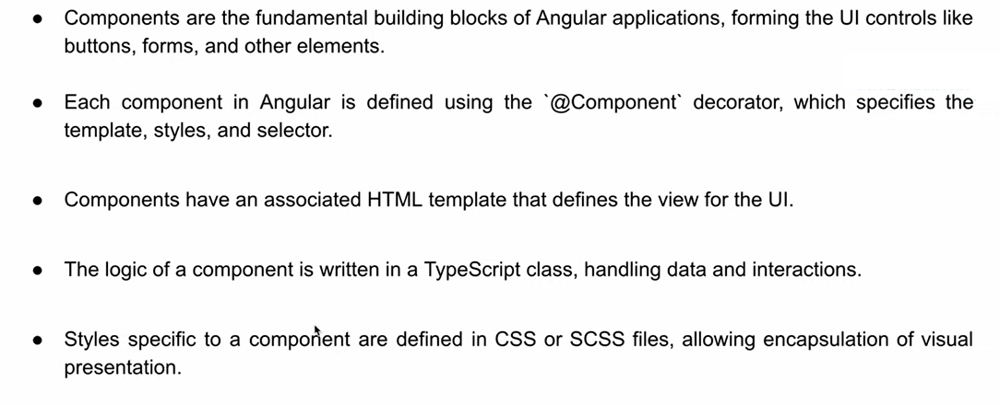 ● Components are the fundamental building blocks of Angular applications, forming the UI controls like
buttons, forms, and other elements.
● Each component in Angular is defined using the `@Component` decorator, which specifies the
template, styles, and selector.
● Components have an associated HTML template that defines the view for the UI.
● The logic of a component is written in a TypeScript class, handling data and interactions.
● Styles specific to a component are defined in CSS or SCSS files, allowing encapsulation of visual
presentation.